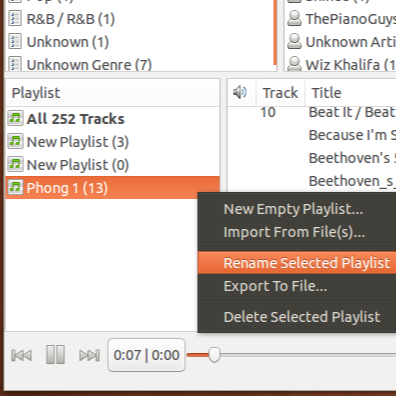 R&B / R&B (1)
Unknown (1)
Unknown Genre (7)
ThePianoGuys
Unknown Arti
Wiz Khalifa (1
Playlist
All 252 Tracks
New Playlist (3)
New Playlist (0)
Phong 1 (13)
Track Title
10 Beat It / Beat
Because I'm S
Beethoven's 5
Beethoven_s_
New Empty Playlist...
Import From File(s)...
Rename Selected Playlist
Export To File...
Delete Selected Playlist
0:07 | 0:00